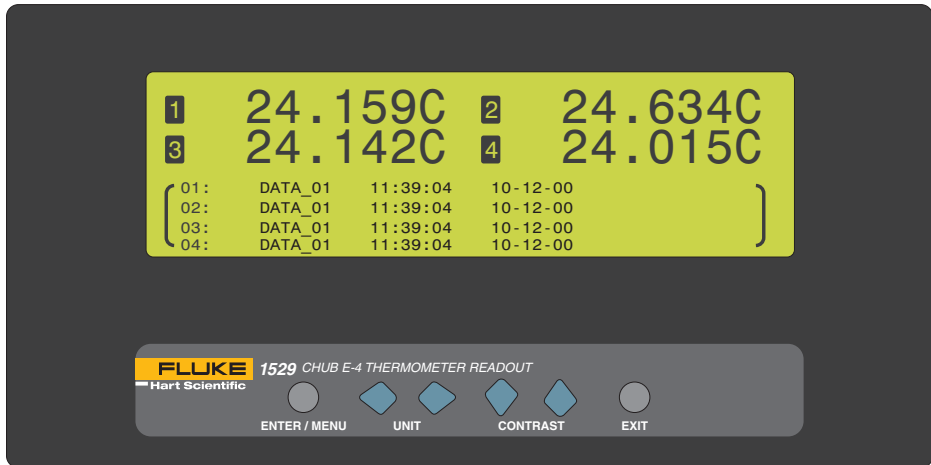 1 24.159C 2 24.634C
3 24.142C 4 24.015C
01: DATA_01 11:39:04 10-12-00
02: DATA_01 11:39:04 10-12-00
03: DATA_01 11:39:04 10-12-00
04: DATA_01 11:39:04 10-12-00
FLUKE 1529 CHUB E-4 THERMOMETER READOUT
Hart Scientific
ENTER / MENU UNIT CONTRAST EXIT